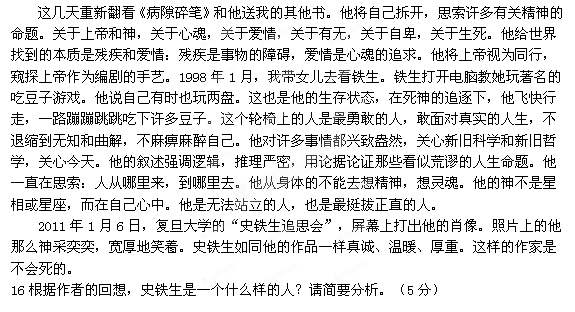 这几天重新翻看《病隙碎笔》和他送我的其他书。他将自己拆开，思索许多有关精神的
命题。关于上帝和神，关于心魂，关于爱情，关于有无，关于自卑，关于生死。他给世界
找到的本质是残疾和爱情：残疾是事物的障碍，爱情是心魂的追求。他将上帝视为同行，
窥探上帝作为编剧的手艺。1998 年 1 月，我带女儿去看铁生。铁生打开电脑教她玩著名的
吃豆子游戏。他说自己有时也玩两盘。这也是他的生存状态，在死神的追逐下，他飞快行
走，一路蹦蹦跳跳吃下许多豆子。这个轮椅上的人是最勇敢的人，敢面对真实的人生，不
退缩到无知和曲解，不麻痹麻醉自己。他对许多事情都兴致盎然，关心新旧科学和新旧哲
学，关心今天。他的叙述强调逻辑，推理严密，用论据论证那些看似荒谬的人生命题。他
一直在思索：人从哪里来，到哪里去。他从身体的不能去想精神，想灵魂。他的神不是星
相或星座，而在自己心中。他是无法站立的人，也是最挺拔正直的人。
2011 年 1 月 6 日，复旦大学的“史铁生追思会”，屏幕上打出他的肖像。照片上的他
那么神采奕奕，宽厚地笑着。史铁生如同他的作品一样真诚、温暖、厚重。这样的作家是
不会死的。
16 根据作者的回想，史铁生是一个什么样的人？请简要分析。（5 分）